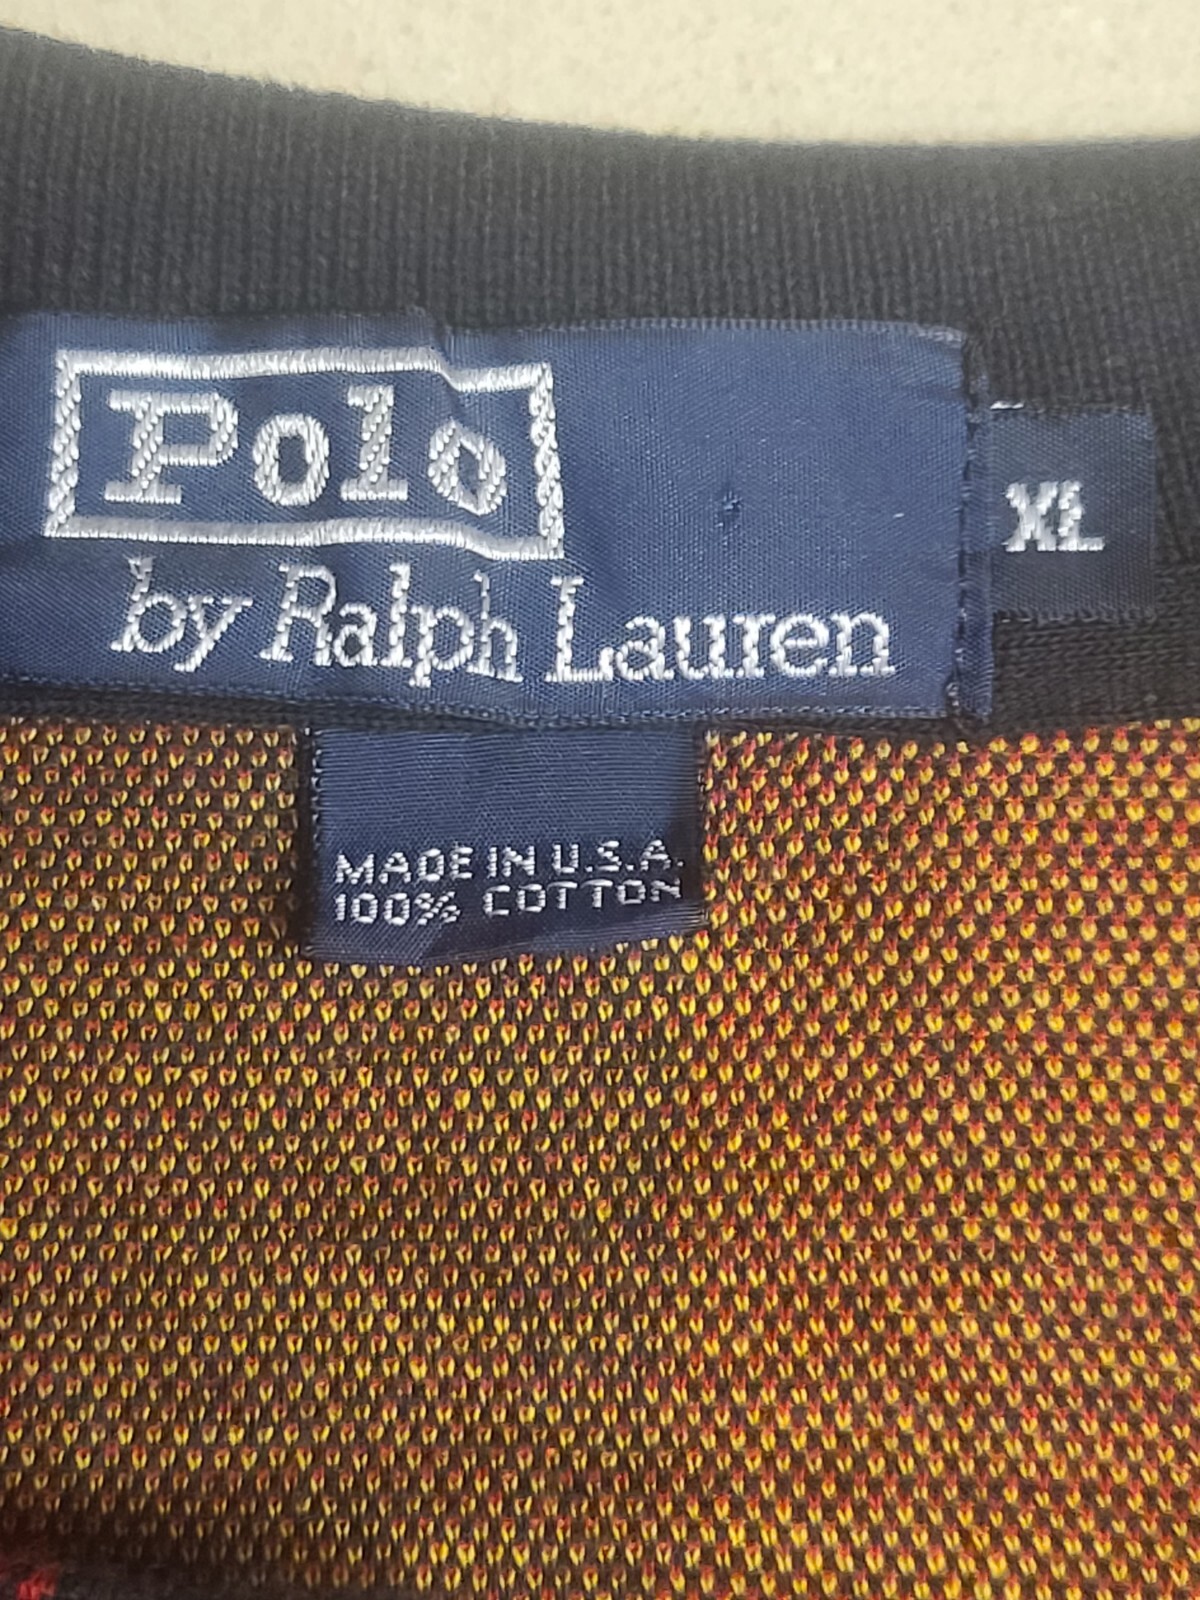 Polo
by Ralph Lauren
XL
MADE IN U.S.A.
100% COTTON